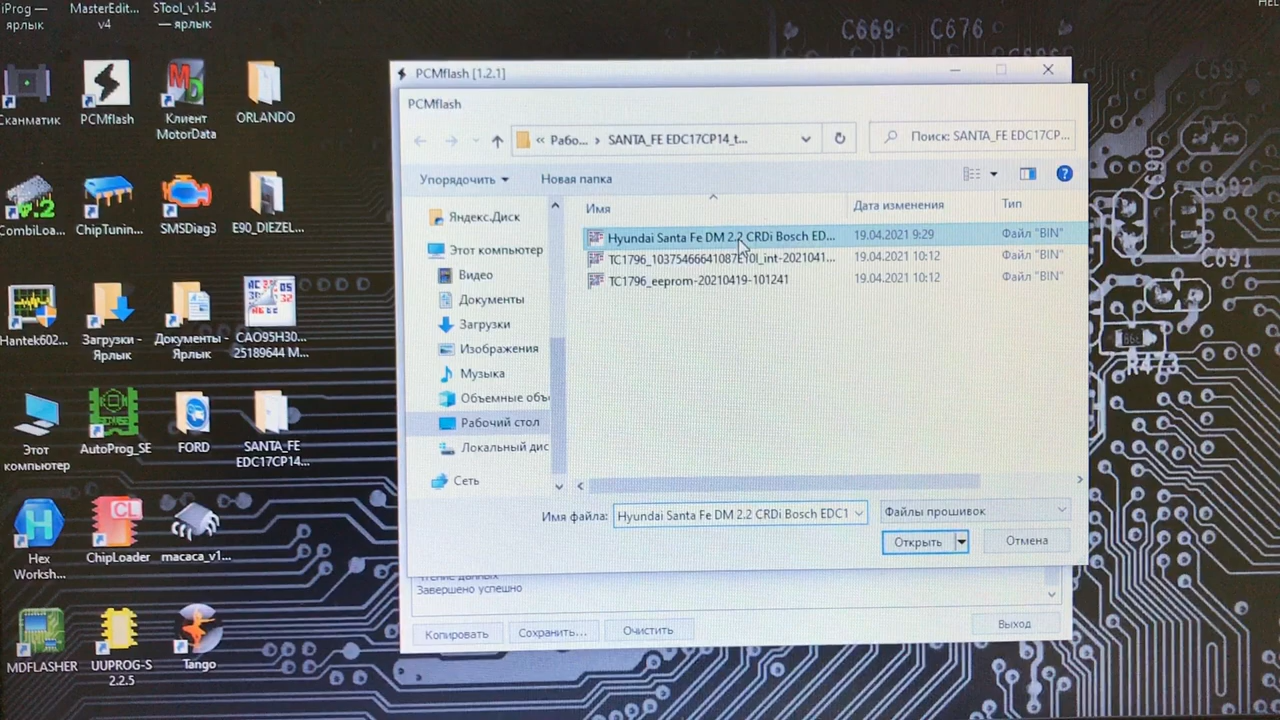 iProg —
ярлык
MasterEdit...
v4
STool_v1.54
— ярлык
Сканматик
PCMflash
Клиент
MotorData
ORLANDO
CombiLoa...
ChipTunin...
SMSDiag3
E90_DIEZEL...
Hantek602...
Загрузки -
Ярлык
Документы -
Ярлык
CAO95H30...
25189644 M...
Этот
компьютер
AutoProg_SE
FORD
SANTA_FE
EDC17CP14...
Hex
Worksh...
ChipLoader
macaca_v1...
MDFLASHER
UUPROG-S
2.2.5
Tango
PCMflash [1.2.1]
PCMflash
« Рабо... › SANTA_FE EDC17CP14_t...
Поиск: SANTA_FE EDC17CP...
Упорядочить
Новая папка
Имя
Дата изменения
Тип
Яндекс.Диск
Этот компьютер
Видео
Документы
Загрузки
Изображения
Музыка
Объемные объ
Рабочий стол
Локальный дис
Сеть
Hyundai Santa Fe DM 2.2 CRDi Bosch ED...
19.04.2021 9:29
Файл "BIN"
TC1796_10375466641087EY0I_int-2021041...
19.04.2021 10:12
Файл "BIN"
TC1796_eeprom-20210419-101241
19.04.2021 10:12
Файл "BIN"
Имя файла:
Hyundai Santa Fe DM 2.2 CRDi Bosch EDC1
Файлы прошивок
Открыть
Отмена
Чтение данных
Завершено успешно
Копировать
Сохранить...
Очистить
Выход
C669
C676
C693
C690
C692
C691
R473